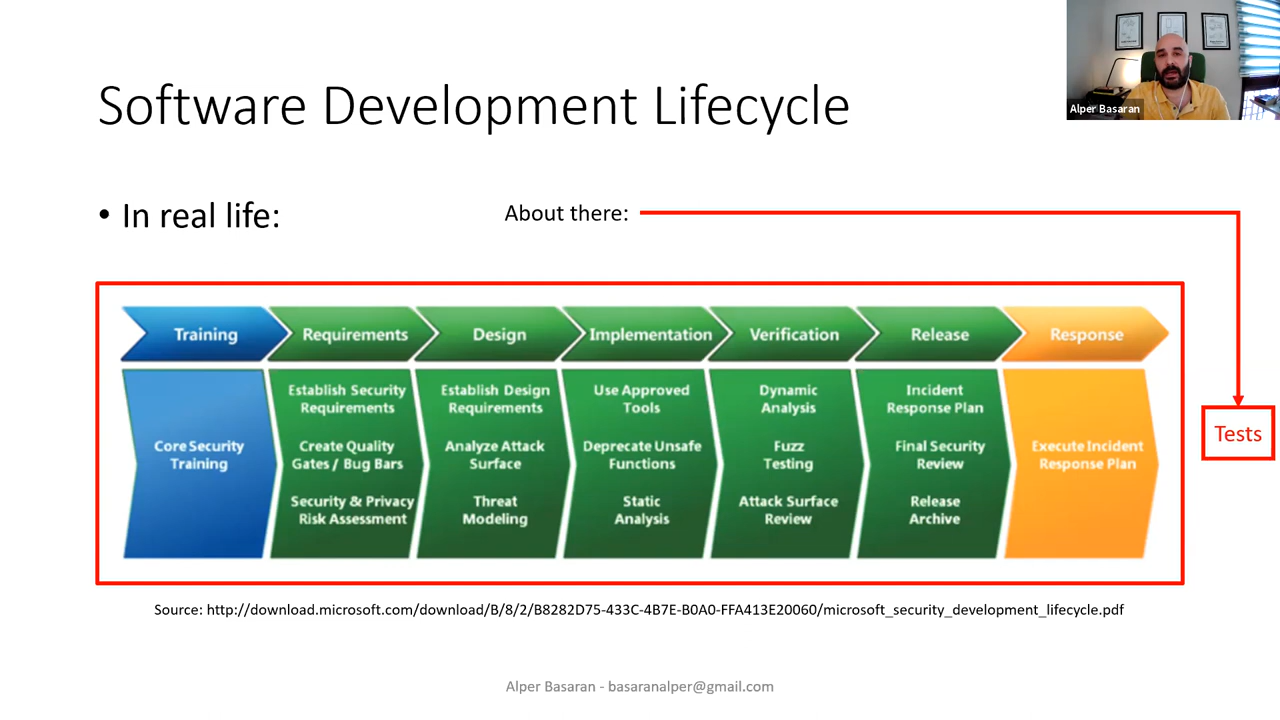 Alper Basaran
Software Development Lifecycle
• In real life:
About there:
Training
Requirements
Design
Implementation
Verification
Release
Response
Core Security
Training
Establish Security
Requirements
Create Quality
Gates / Bug Bars
Security & Privacy
Risk Assessment
Establish Design
Requirements
Analyze Attack
Surface
Threat
Modeling
Use Approved
Tools
Deprecate Unsafe
Functions
Static
Analysis
Dynamic
Analysis
Fuzz
Testing
Attack Surface
Review
Incident
Response Plan
Final Security
Review
Release
Archive
Execute Incident
Response Plan
Tests
Source: http://download.microsoft.com/download/B/8/2/B8282D75-433C-4B7E-B0A0-FFA413E20060/microsoft_security_development_lifecycle.pdf
Alper Basaran - basaranalper@gmail.com